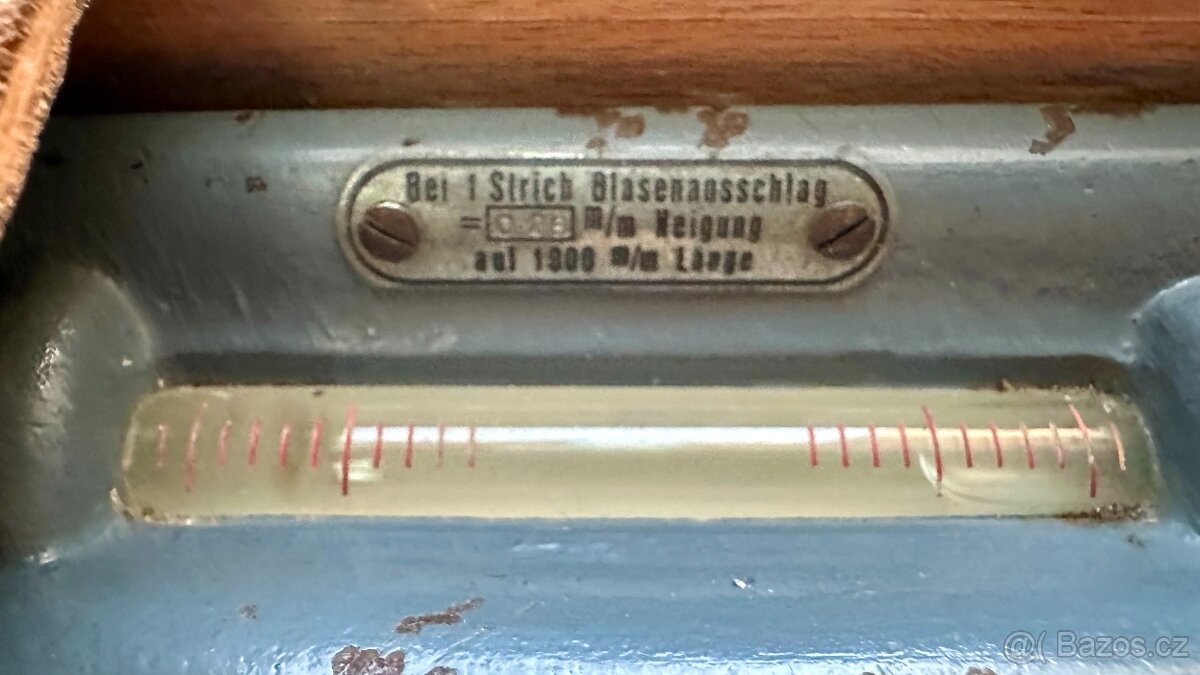 Bei 1 Strich Blasenausschlag
= m/m Neigung
auf 1000 m/m Länge
@( Bazos.cz